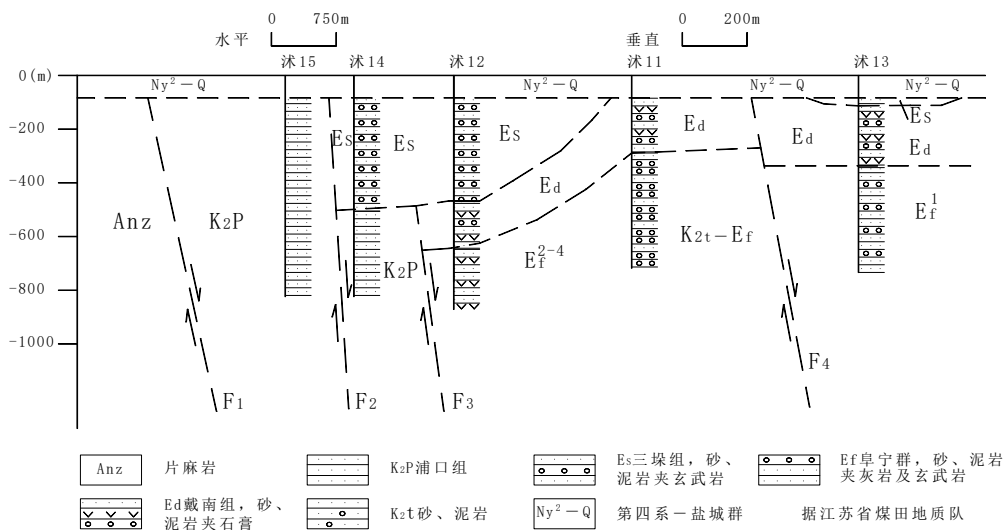 0 750m
水平
0 200m
垂直
沭15 沭14 沭12 沭11 沭13
0(m)
Ny²－Q Ny²－Q Ny²－Q Ny²－Q
-200
-400
-600
-800
-1000
Es Es Es Ed Ed Es
Ed Ed
Anz K₂P K₂P Ef²⁻⁴ K₂t－Ef Ef¹
F₁ F₂ F₃ F₄
Anz 片麻岩
K₂P浦口组
Es三垛组，砂、
泥岩夹玄武岩
Ef阜宁群，砂、泥岩
夹灰岩及玄武岩
Ed戴南组，砂、
泥岩夹石膏
K₂t砂、泥岩
Ny²－Q 第四系－盐城群
据江苏省煤田地质队